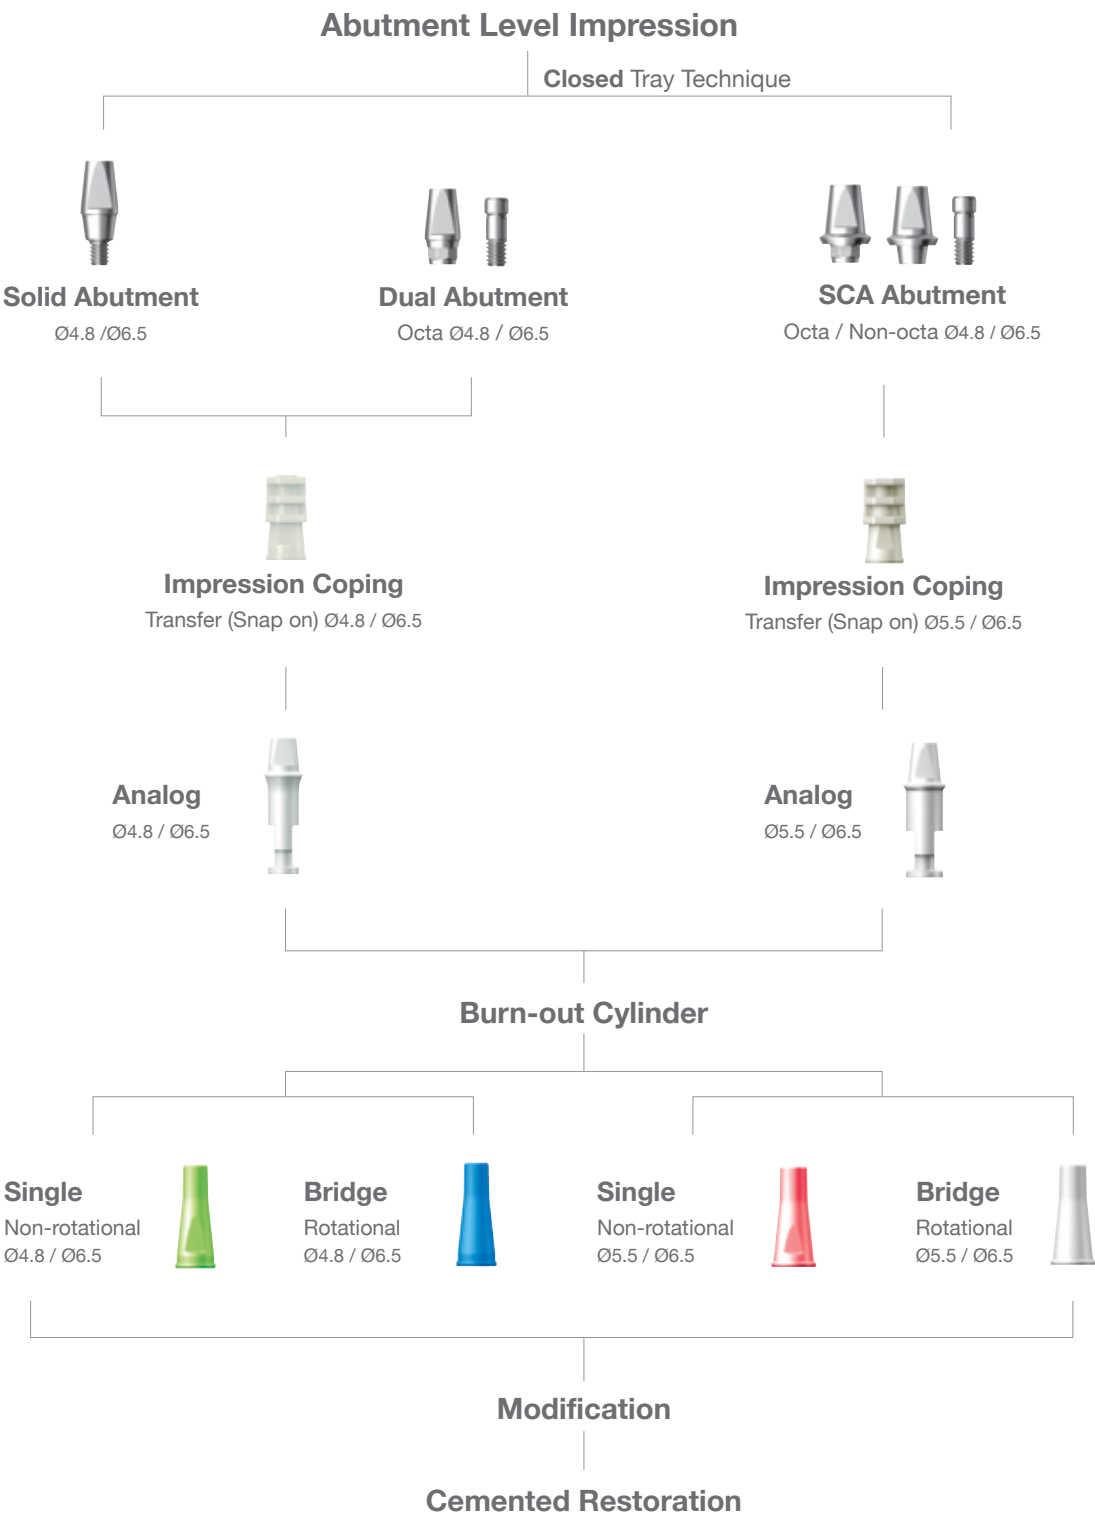 Abutment Level Impression
Closed Tray Technique
Solid Abutment
Ø4.8 /Ø6.5
Dual Abutment
Octa Ø4.8 / Ø6.5
SCA Abutment
Octa / Non-octa Ø4.8 / Ø6.5
Impression Coping
Transfer (Snap on) Ø4.8 / Ø6.5
Impression Coping
Transfer (Snap on) Ø5.5 / Ø6.5
Analog
Ø4.8 / Ø6.5
Analog
Ø5.5 / Ø6.5
Burn-out Cylinder
Single
Non-rotational
Ø4.8 / Ø6.5
Bridge
Rotational
Ø4.8 / Ø6.5
Single
Non-rotational
Ø5.5 / Ø6.5
Bridge
Rotational
Ø5.5 / Ø6.5
Modification
Cemented Restoration